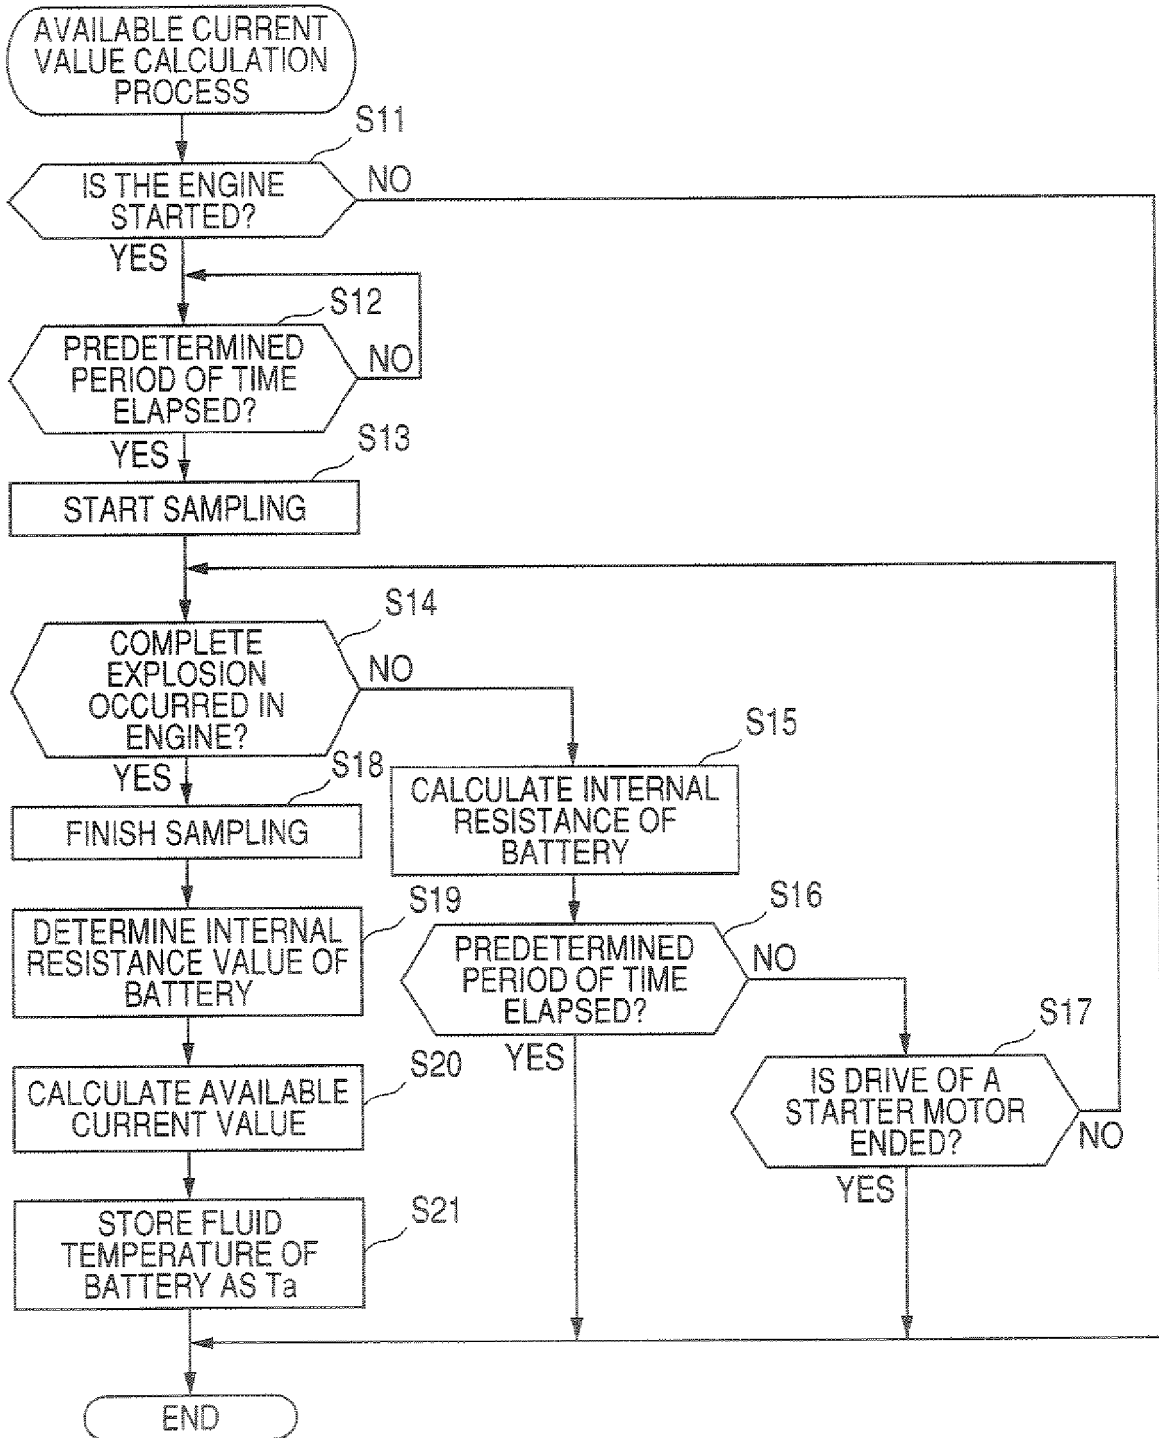 AVAILABLE CURRENT
VALUE CALCULATION
PROCESS
S11
IS THE ENGINE
STARTED?
NO
YES
S12
PREDETERMINED
PERIOD OF TIME
ELAPSED?
NO
YES
S13
START SAMPLING
S14
COMPLETE
EXPLOSION
OCCURRED IN
ENGINE?
NO
YES
S15
CALCULATE INTERNAL
RESISTANCE OF
BATTERY
S18
FINISH SAMPLING
S16
PREDETERMINED
PERIOD OF TIME
ELAPSED?
NO
YES
S19
DETERMINE INTERNAL
RESISTANCE VALUE OF
BATTERY
S17
IS DRIVE OF A
STARTER MOTOR
ENDED?
NO
YES
S20
CALCULATE AVAILABLE
CURRENT VALUE
S21
STORE FLUID
TEMPERATURE OF
BATTERY AS Ta
END